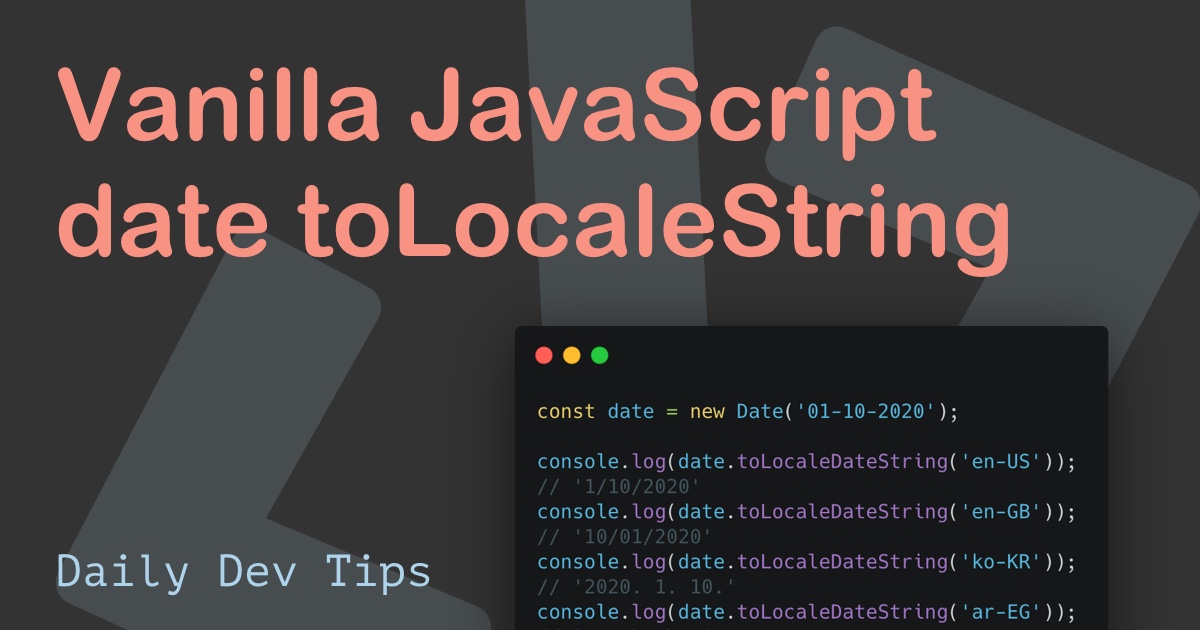 Vanilla JavaScript
date toLocaleString
const date = new Date('01-10-2020');
console.log(date.toLocaleDateString('en-US'));
// '1/10/2020'
console.log(date.toLocaleDateString('en-GB'));
// '10/01/2020'
console.log(date.toLocaleDateString('ko-KR'));
// '2020. 1. 10.'
console.log(date.toLocaleDateString('ar-EG'));
Daily Dev Tips